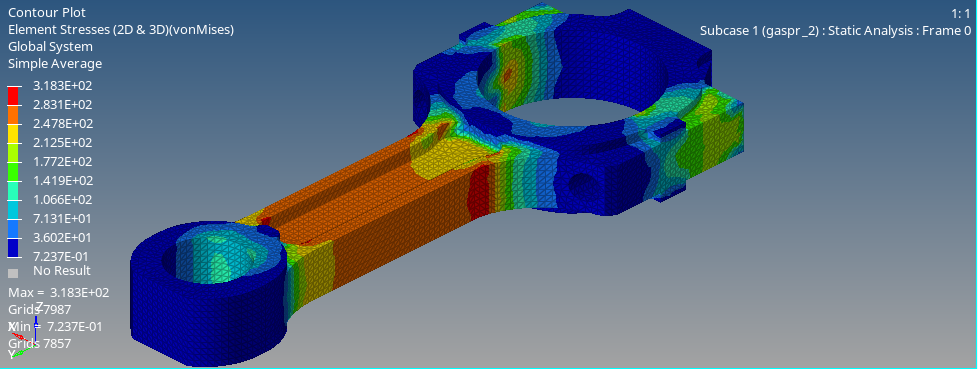 Contour Plot
Element Stresses (2D & 3D)(vonMises)
Global System
Simple Average
3.183E+02
2.831E+02
2.478E+02
2.125E+02
1.772E+02
1.419E+02
1.066E+02
7.131E+01
3.602E+01
7.237E-01
No Result
Max = 3.183E+02
Grids 7987
Min = 7.237E-01
Grids 7857
Z
X
Y
1: 1
Subcase 1 (gaspr_2) : Static Analysis : Frame 0